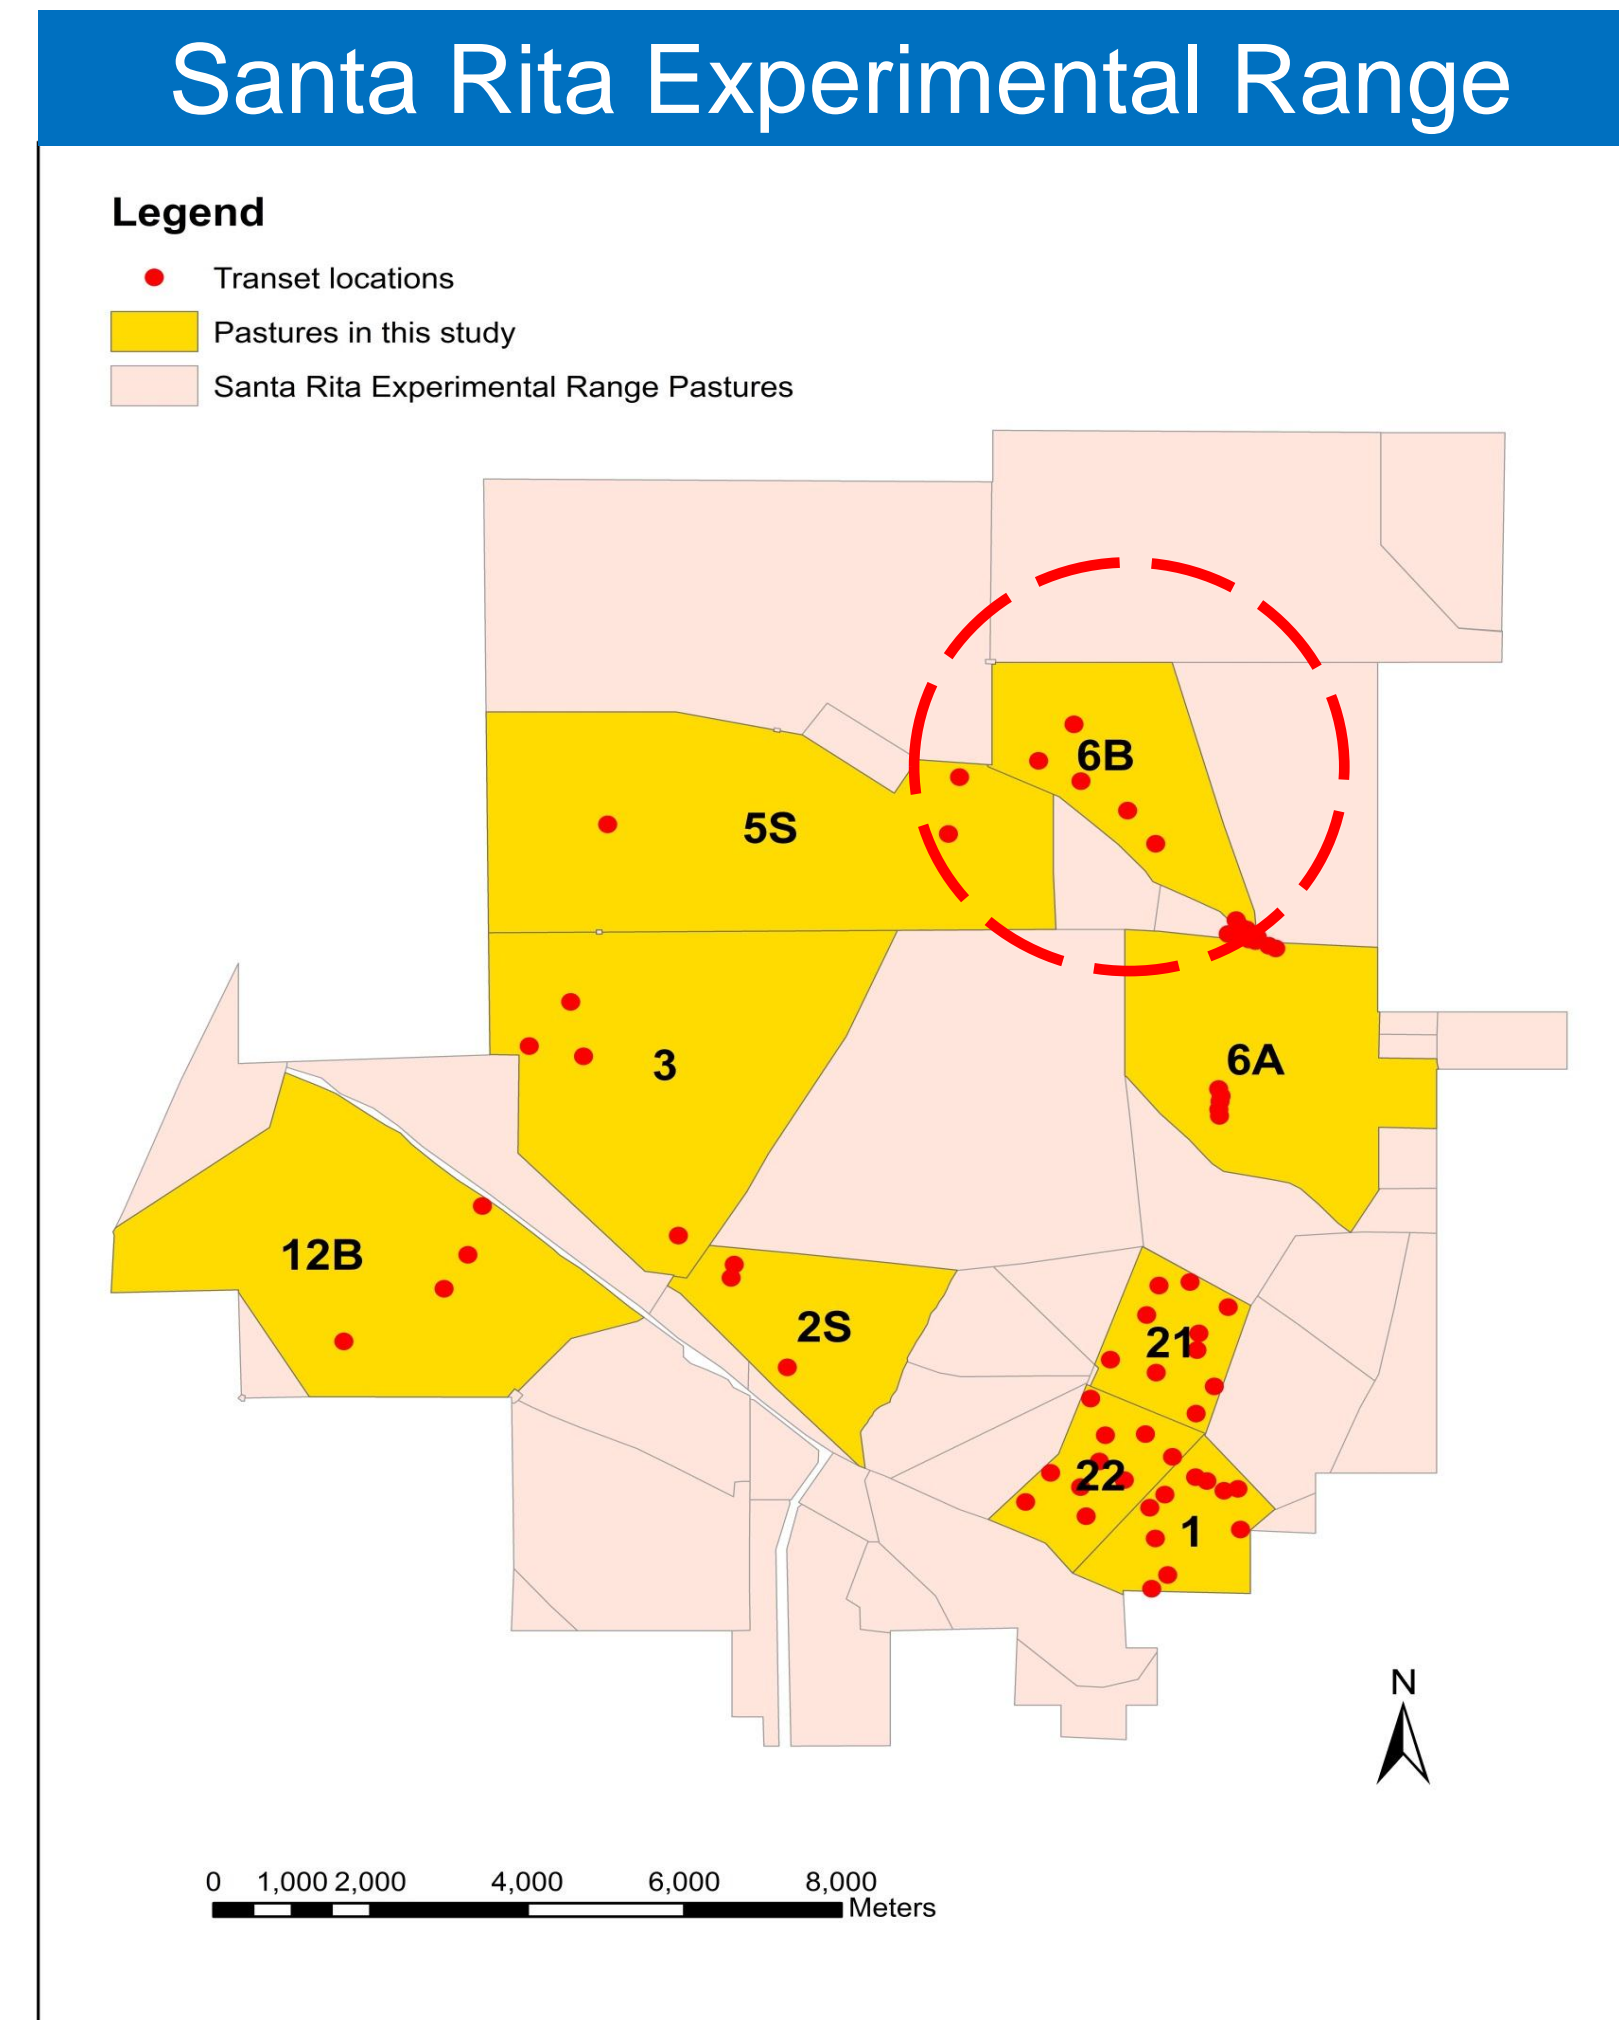 Santa Rita Experimental Range
Legend
Transet locations
Pastures in this study
Santa Rita Experimental Range Pastures
6B
5S
3
6A
12B
2S
21
22
1
N
0 1,000 2,000 4,000 6,000 8,000
Meters